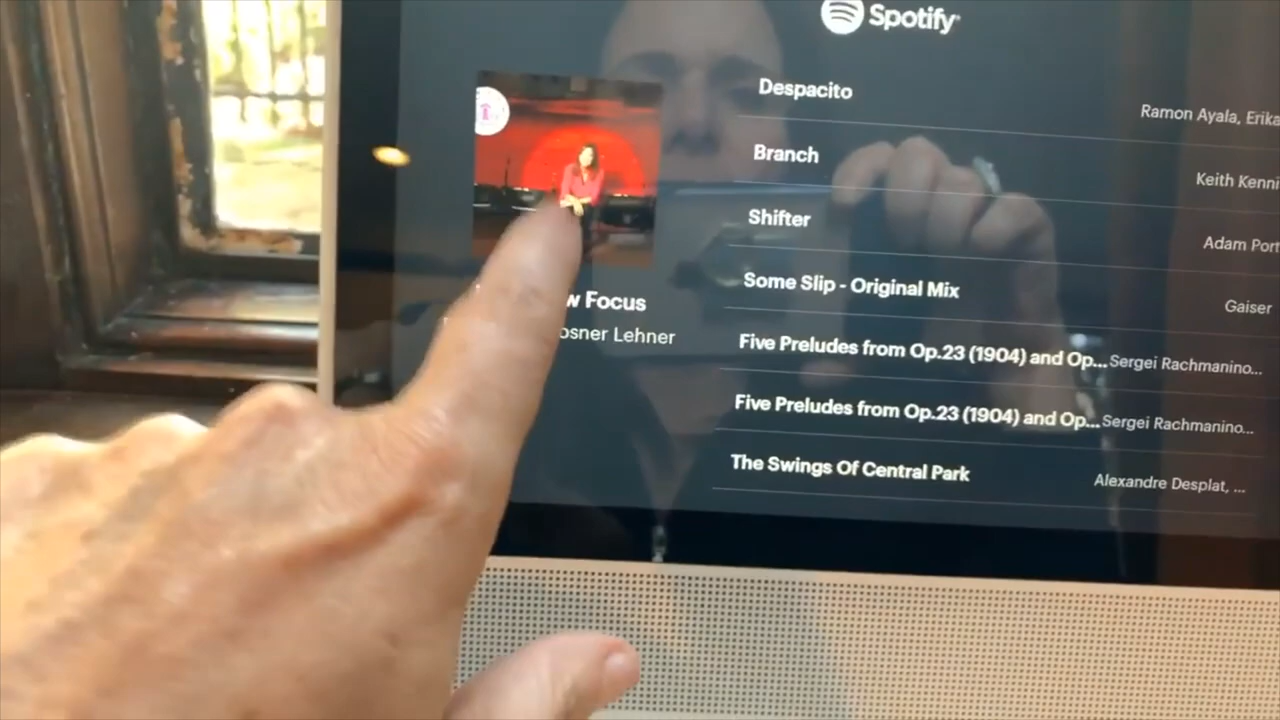 Spotify
Despacito
Ramon Ayala, Erika
Branch
Keith Kenni
Shifter
Adam Port
Some Slip - Original Mix
Gaiser
Five Preludes from Op.23 (1904) and Op...
Sergei Rachmanino...
Five Preludes from Op.23 (1904) and Op...
Sergei Rachmanino...
The Swings Of Central Park
Alexandre Desplat, ...
w Focus
osner Lehner